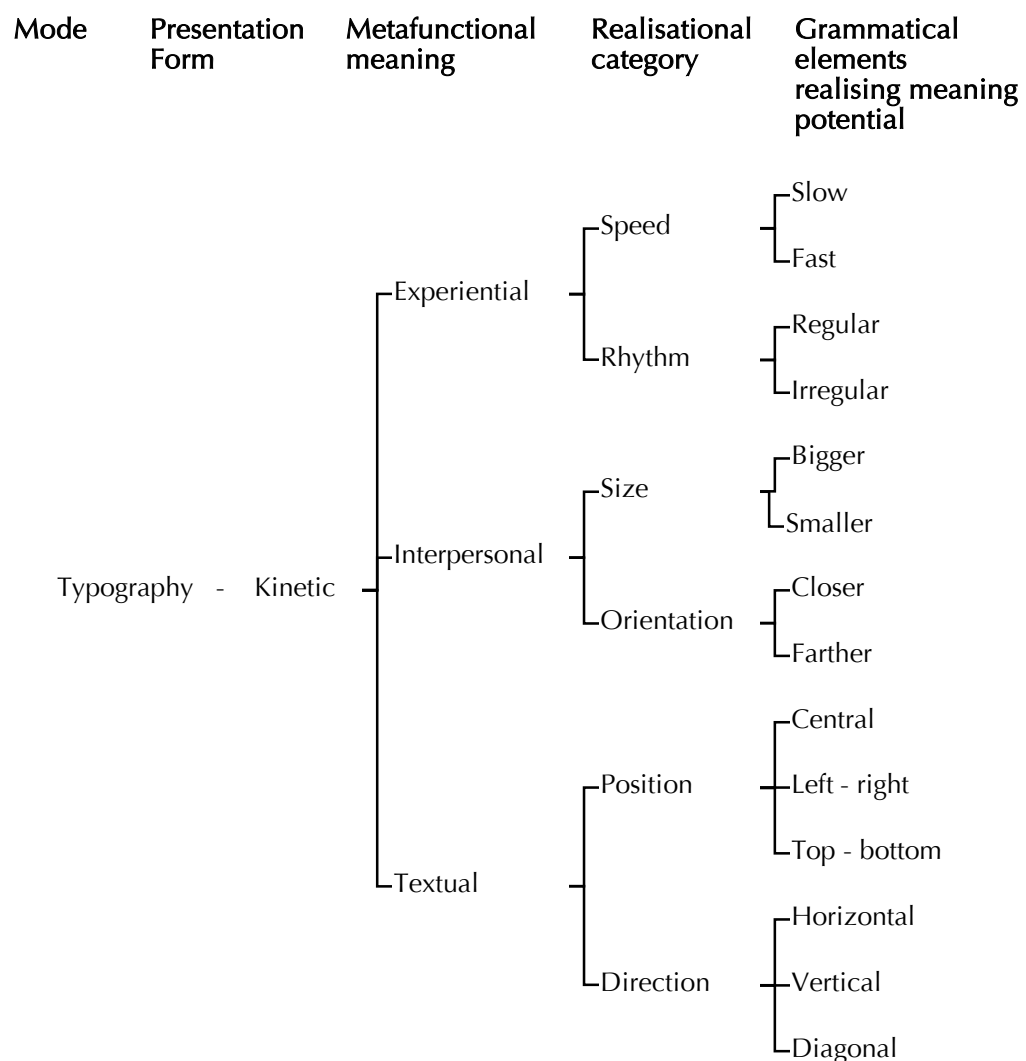 Mode
Presentation
Form
Metafunctional
meaning
Realisational
category
Grammatical
elements
realising meaning
potential
Slow
Speed
Fast
Experiential
Regular
Rhythm
Irregular
Bigger
Size
Smaller
Interpersonal
Typography - Kinetic
Closer
Orientation
Farther
Central
Position
Left - right
Top - bottom
Textual
Horizontal
Direction
Vertical
Diagonal